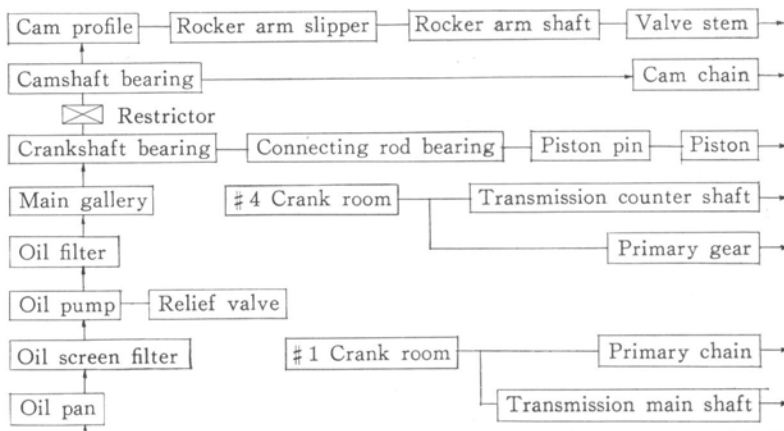 Cam profile Rocker arm slipper Rocker arm shaft Valve stem
Camshaft bearing Cam chain
Restrictor
Crankshaft bearing Connecting rod bearing Piston pin Piston
Main gallery ♯4 Crank room Transmission counter shaft
Oil filter Primary gear
Oil pump Relief valve
Oil screen filter ♯1 Crank room Primary chain
Oil pan Transmission main shaft